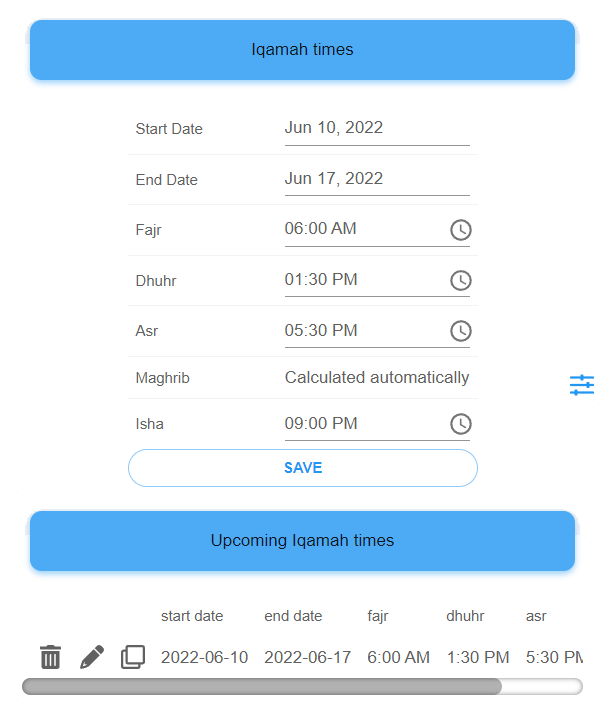 Iqamah times
Start Date Jun 10, 2022
End Date Jun 17, 2022
Fajr 06:00 AM
Dhuhr 01:30 PM
Asr 05:30 PM
Maghrib Calculated automatically
Isha 09:00 PM
SAVE
Upcoming Iqamah times
start date end date fajr dhuhr asr
2022-06-10 2022-06-17 6:00 AM 1:30 PM 5:30 PM